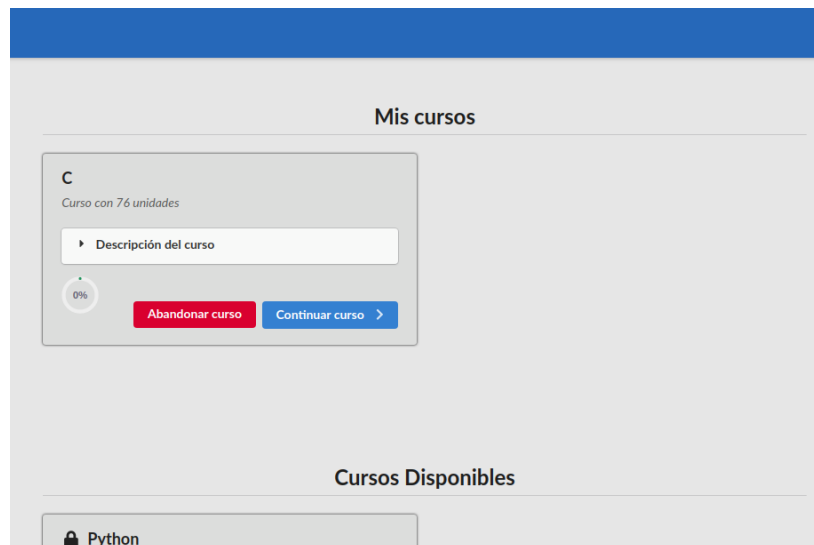 Mis cursos
C
Curso con 76 unidades
Descripción del curso
0%
Abandonar curso
Continuar curso
Cursos Disponibles
Python